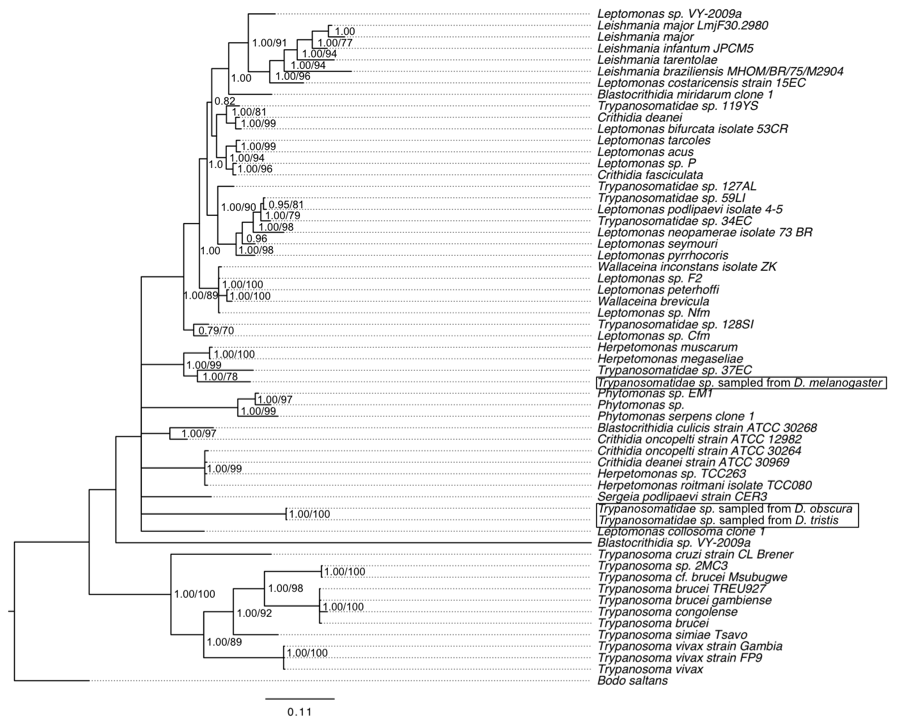 Leptomonas sp. VY-2009a
Leishmania major LmjF30.2980
1.00
Leishmania major
1.00/91
1.00/77
Leishmania infantum JPCM5
1.00/94
Leishmania tarentolae
1.00/94
Leishmania braziliensis MHOM/BR/75/M2904
1.00
1.00/96
Leptomonas costaricensis strain 15EC
Blastocrithidia miridarum clone 1
0.82
Trypanosomatidae sp. 119YS
1.00/81
Crithidia deanei
1.00/99
Leptomonas bifurcata isolate 53CR
Leptomonas tarcoles
1.00/99
Leptomonas acus
1.00/94
Leptomonas sp. P
1.0
1.00/96
Crithidia fasciculata
Trypanosomatidae sp. 127AL
Trypanosomatidae sp. 59LI
1.00/90
0.95/81
Leptomonas podlipaevi isolate 4-5
1.00/79
Trypanosomatidae sp. 34EC
1.00/98
Leptomonas neopamerae isolate 73 BR
0.96
Leptomonas seymouri
1.00
1.00/98
Leptomonas pyrrhocoris
Wallaceina inconstans isolate ZK
Leptomonas sp. F2
1.00/100
Leptomonas peterhoffi
1.00/89
1.00/100
Wallaceina brevicula
Leptomonas sp. Nfm
Trypanosomatidae sp. 128SI
0.79/70
Leptomonas sp. Cfm
Herpetomonas muscarum
1.00/100
Herpetomonas megaseliae
1.00/99
Trypanosomatidae sp. 37EC
1.00/78
Trypanosomatidae sp. sampled from D. melanogaster
Phytomonas sp. EM1
1.00/97
Phytomonas sp.
1.00/99
Phytomonas serpens clone 1
Blastocrithidia culicis strain ATCC 30268
1.00/97
Crithidia oncopelti strain ATCC 12982
Crithidia oncopelti strain ATCC 30264
Crithidia deanei strain ATCC 30969
1.00/99
Herpetomonas sp. TCC263
Herpetomonas roitmani isolate TCC080
Sergeia podlipaevi strain CER3
Trypanosomatidae sp. sampled from D. obscura
1.00/100
Trypanosomatidae sp. sampled from D. tristis
Leptomonas collosoma clone 1
Blastocrithidia sp. VY-2009a
Trypanosoma cruzi strain CL Brener
Trypanosoma sp. 2MC3
1.00/100
Trypanosoma cf. brucei Msubugwe
1.00/98
Trypanosoma brucei TREU927
1.00/100
Trypanosoma brucei gambiense
1.00/100
Trypanosoma congolense
1.00/92
Trypanosoma brucei
Trypanosoma simiae Tsavo
1.00/89
Trypanosoma vivax strain Gambia
1.00/100
Trypanosoma vivax strain FP9
Trypanosoma vivax
Bodo saltans
0.11